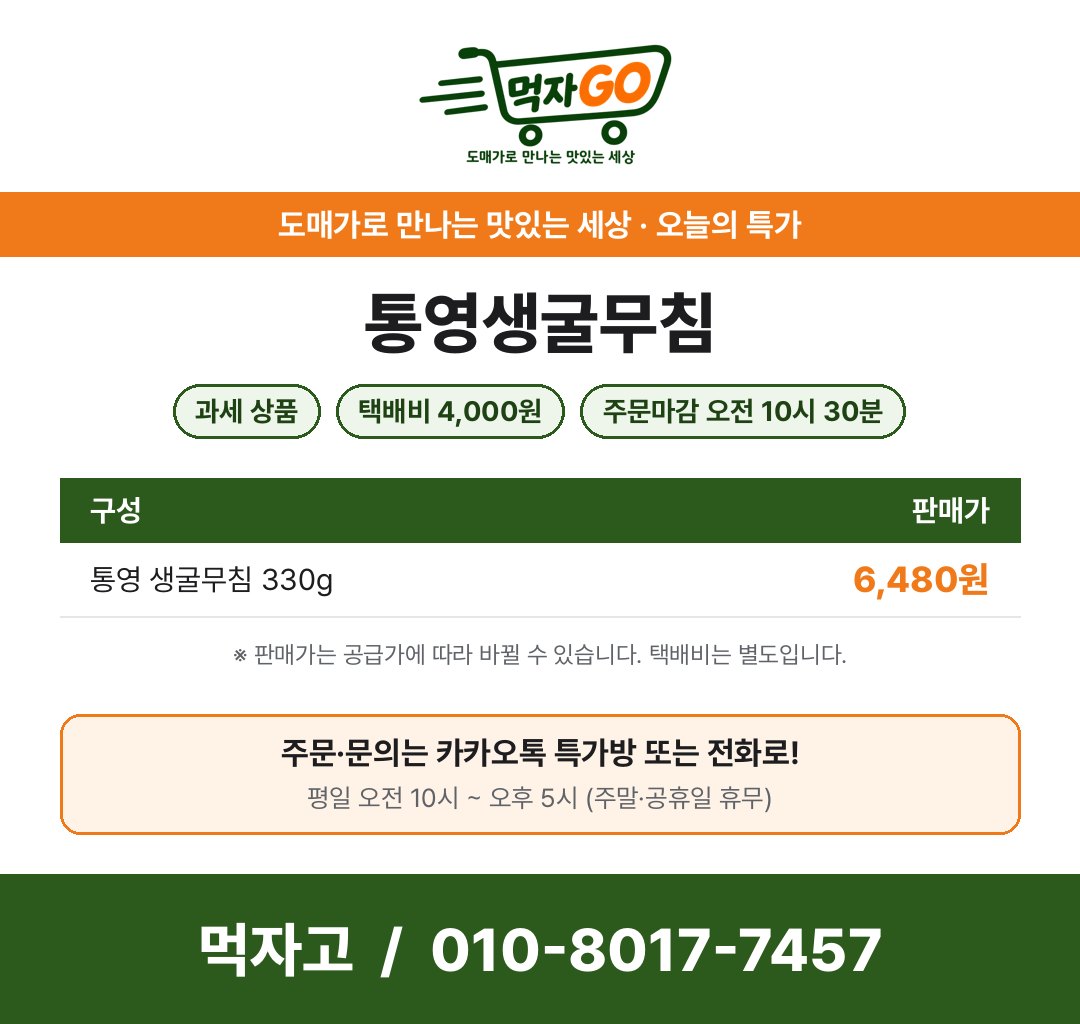 먹자GO
도매가로 만나는 맛있는 세상
도매가로 만나는 맛있는 세상 · 오늘의 특가
통영생굴무침
과세 상품 택배비 4,000원 주문마감 오전 10시 30분
구성 판매가
통영 생굴무침 330g 6,480원
※ 판매가는 공급가에 따라 바뀔 수 있습니다. 택배비는 별도입니다.
주문·문의는 카카오톡 특가방 또는 전화로!
평일 오전 10시 ~ 오후 5시 (주말·공휴일 휴무)
먹자고 / 010-8017-7457